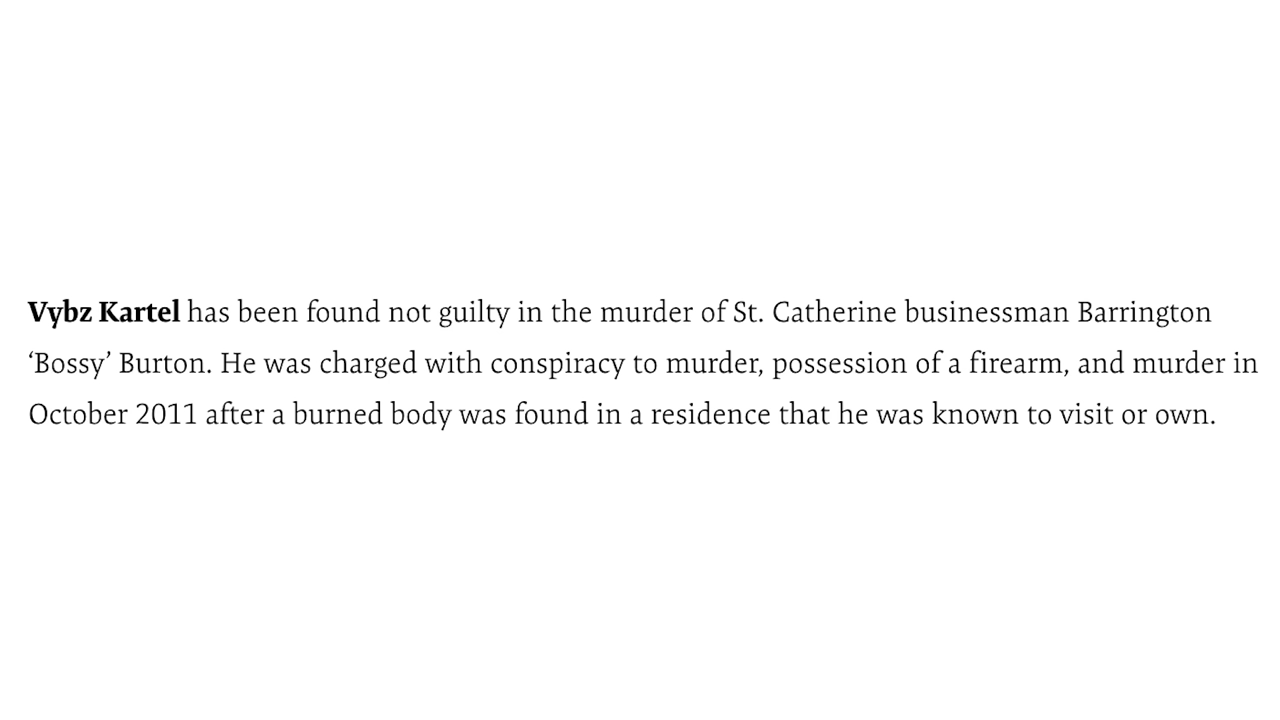 Vybz Kartel has been found not guilty in the murder of St. Catherine businessman Barrington
‘Bossy’ Burton. He was charged with conspiracy to murder, possession of a firearm, and murder in
October 2011 after a burned body was found in a residence that he was known to visit or own.